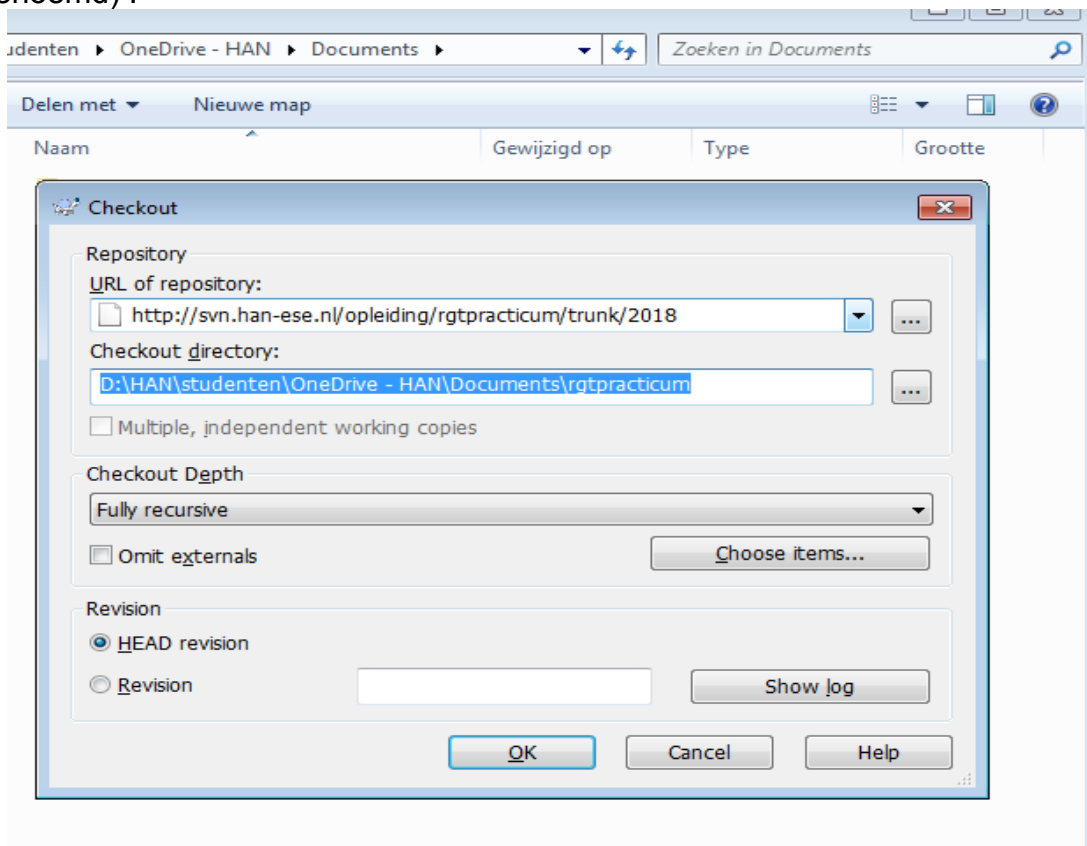 udenten ▸ OneDrive - HAN ▸ Documents ▸ Zoeken in Documents
Delen met Nieuwe map
Naam Gewijzigd op Type Grootte
Checkout
Repository
URL of repository:
http://svn.han-ese.nl/opleiding/rgtpracticum/trunk/2018
...
Checkout directory:
D:\HAN\studenten\OneDrive - HAN\Documents\rgtpracticum
...
Multiple, independent working copies
Checkout Depth
Fully recursive
Omit externals Choose items...
Revision
HEAD revision
Revision Show log
OK Cancel Help